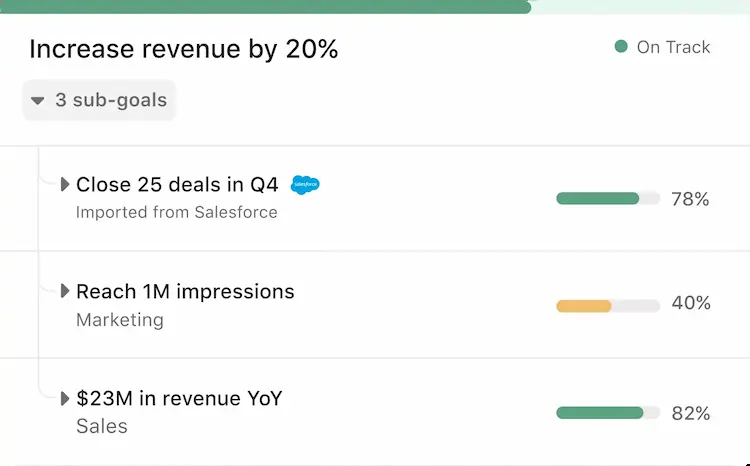 Increase revenue by 20%
On Track
3 sub-goals
Close 25 deals in Q4 salesforce
Imported from Salesforce
78%
Reach 1M impressions
Marketing
40%
$23M in revenue YoY
Sales
82%